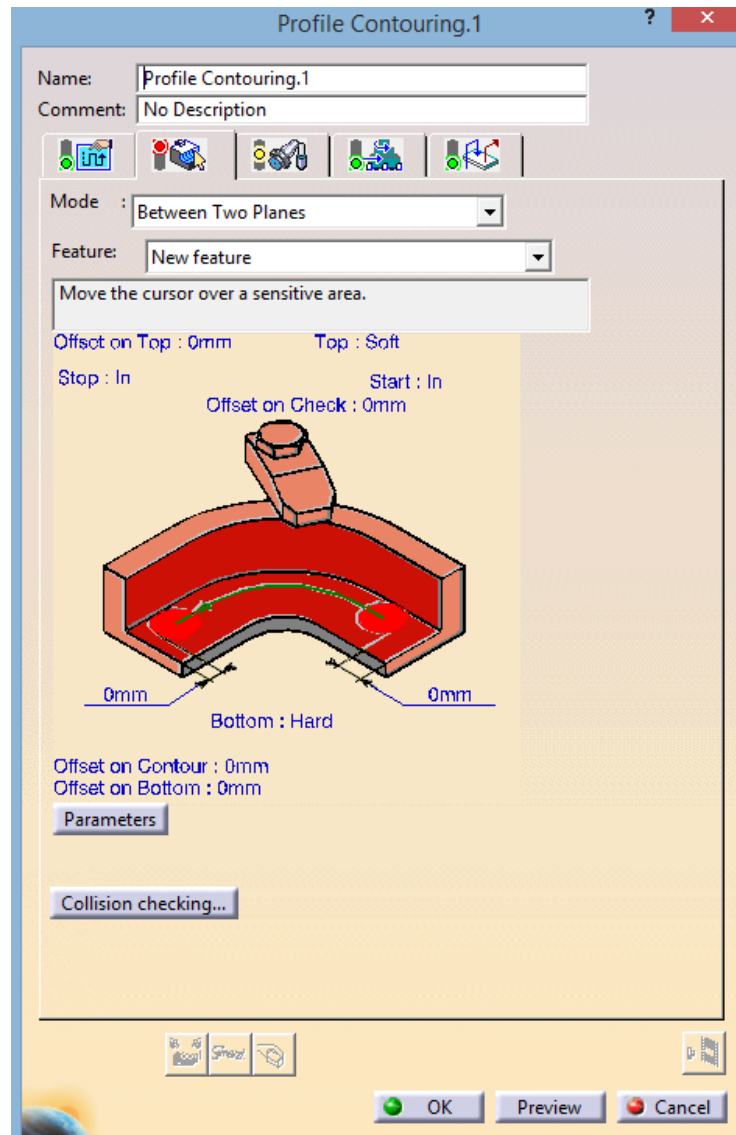 Profile Contouring.1
?
×
Name: Profile Contouring.1
Comment: No Description
Mode : Between Two Planes
Feature: New feature
Move the cursor over a sensitive area.
Offset on Top : 0mm Top : Soft
Stop : In Start : In
Offset on Check : 0mm
0mm 0mm
Bottom : Hard
Offset on Contour : 0mm
Offset on Bottom : 0mm
Parameters
Collision checking...
OK Preview Cancel